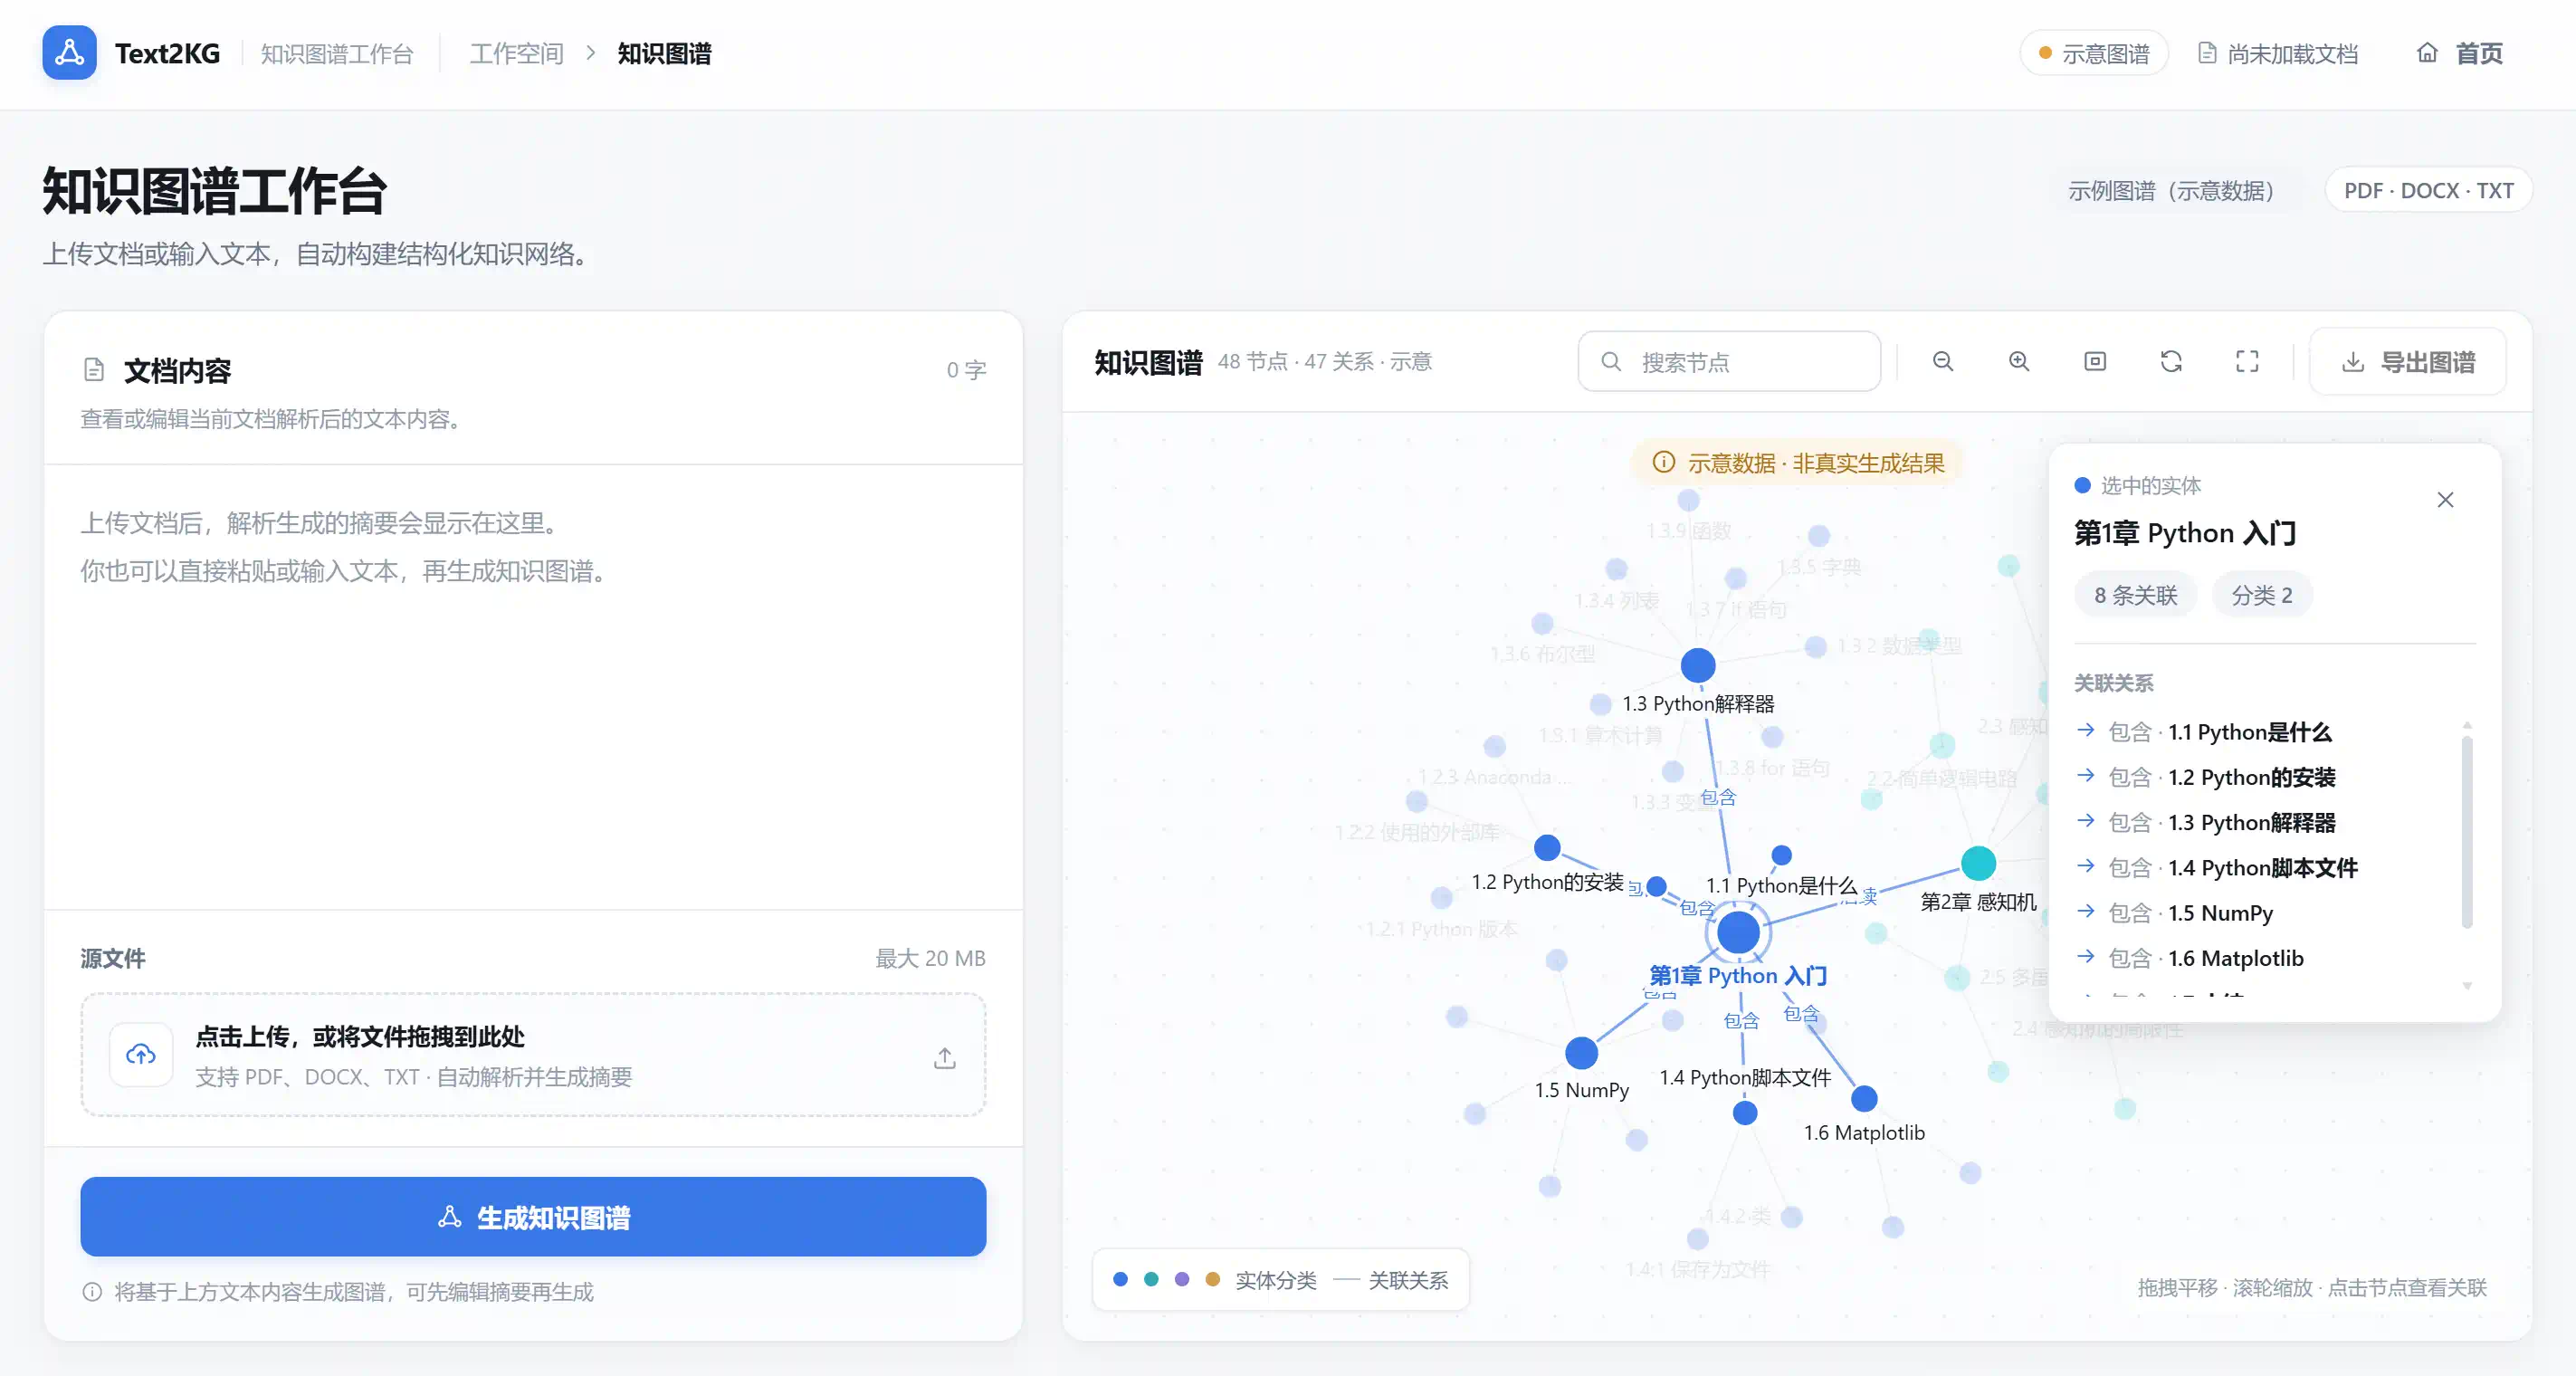 Text2KG 知识图谱工作台 工作空间 > 知识图谱 示意图谱 尚未加载文档 首页
知识图谱工作台
上传文档或输入文本，自动构建结构化知识网络。
示例图谱（示意数据） PDF · DOCX · TXT
文档内容 0 字
查看或编辑当前文档解析后的文本内容。
上传文档后，解析生成的摘要会显示在这里。
你也可以直接粘贴或输入文本，再生成知识图谱。
源文件 最大 20 MB
点击上传，或将文件拖拽到此处
支持 PDF、DOCX、TXT · 自动解析并生成摘要
生成知识图谱
将基于上方文本内容生成图谱，可先编辑摘要再生成
知识图谱 48 节点 · 47 关系 · 示意 搜索节点 导出图谱
示意数据 · 非真实生成结果
1.3.9 函数
1.3.5 字典
1.3.4 列表
1.3.7 if 语句
1.3.6 布尔型
1.3.2 数据类型
1.3 Python解释器
2.3 感知
1.3.1 算术计算
1.3.8 for 语句
1.2.3 Anaconda ...
2.2 简单逻辑电路
包含
1.3.3 变量
1.2.2 使用的外部库
1.2 Python的安装
包
1.1 Python是什么
第2章 感知机
包含
1.2.1 Python 版本
第1章 Python 入门
2.5 多层
包含
包含
包含
2.4 感知机的局限性
1.4 Python脚本文件
1.5 NumPy
1.6 Matplotlib
1.4.2 类
1.4.1 保存为文件
选中的实体
第1章 Python 入门
8 条关联 分类 2
关联关系
包含 · 1.1 Python是什么
包含 · 1.2 Python的安装
包含 · 1.3 Python解释器
包含 · 1.4 Python脚本文件
包含 · 1.5 NumPy
包含 · 1.6 Matplotlib
实体分类 关联关系
拖拽平移 · 滚轮缩放 · 点击节点查看关联